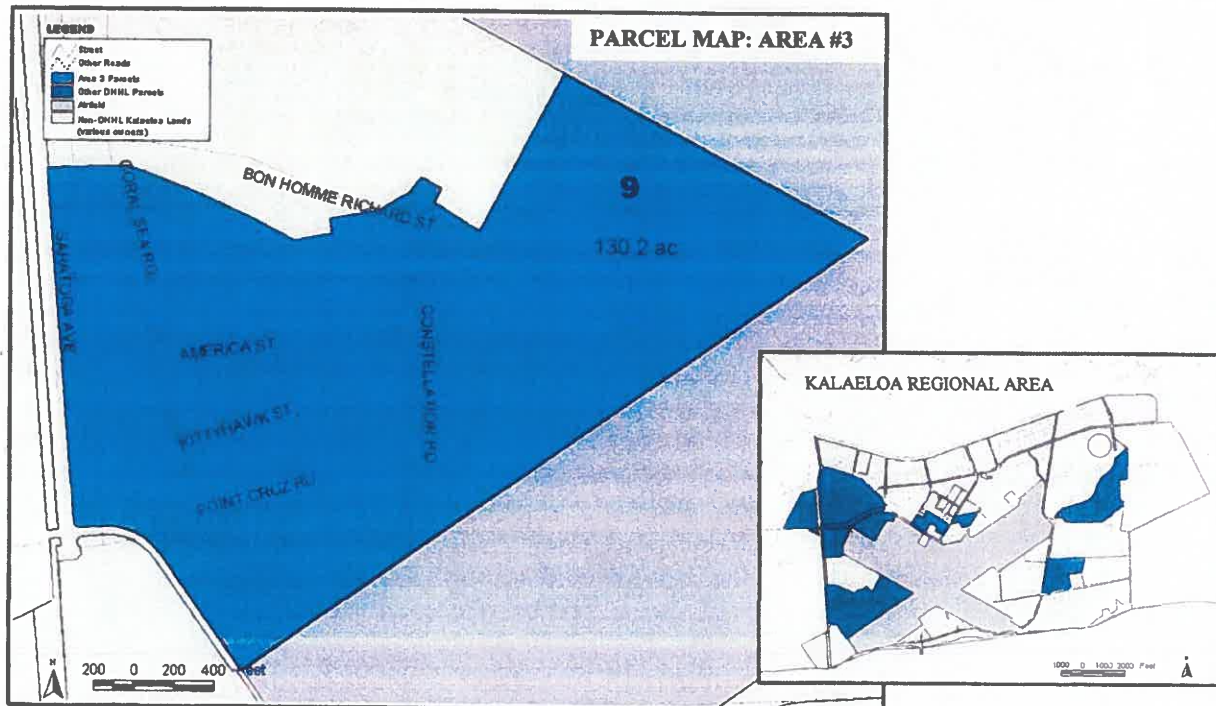 LEGEND
Street
Other Roads
Area 3 Parcels
Other DHHL Parcels
Airfield
Non-DHHL Kalaeloa Lands
(various owners)
PARCEL MAP: AREA #3
BON HOMME RICHARD ST
CORAL SEA RD
SARATOGA AVE
9
130.2 ac
AMERICA ST
CONSTELLATION RD
KITTYHAWK ST
POINT CRUZ RD
N
200 0 200 400 Feet
KALAELOA REGIONAL AREA
1000 0 1000 2000 Feet